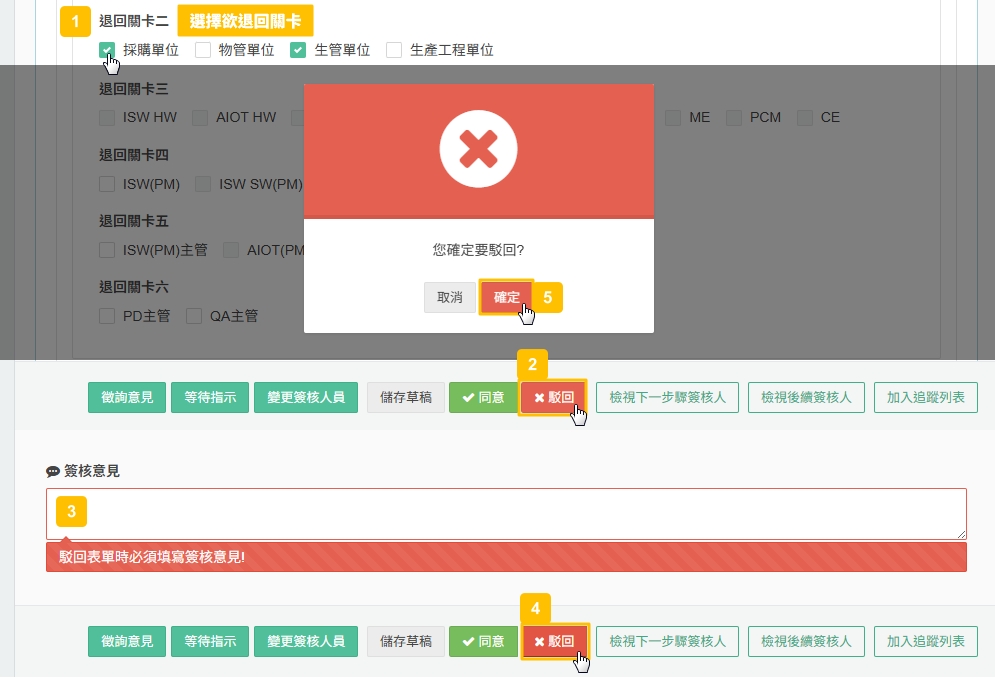 1 退回關卡二 選擇欲退回關卡
採購單位 物管單位 生管單位 生產工程單位
退回關卡三
ISW HW AIOT HW ME PCM CE
退回關卡四
ISW(PM) ISW SW(PM)
退回關卡五
ISW(PM)主管 AIOT(PM
退回關卡六
PD主管 QA主管
您確定要駁回?
取消 確定 5
2
徵詢意見 等待指示 變更簽核人員 儲存草稿 同意 駁回 檢視下一步驟簽核人 檢視後續簽核人 加入追蹤列表
簽核意見
3
駁回表單時必須填寫簽核意見!
4
徵詢意見 等待指示 變更簽核人員 儲存草稿 同意 駁回 檢視下一步驟簽核人 檢視後續簽核人 加入追蹤列表